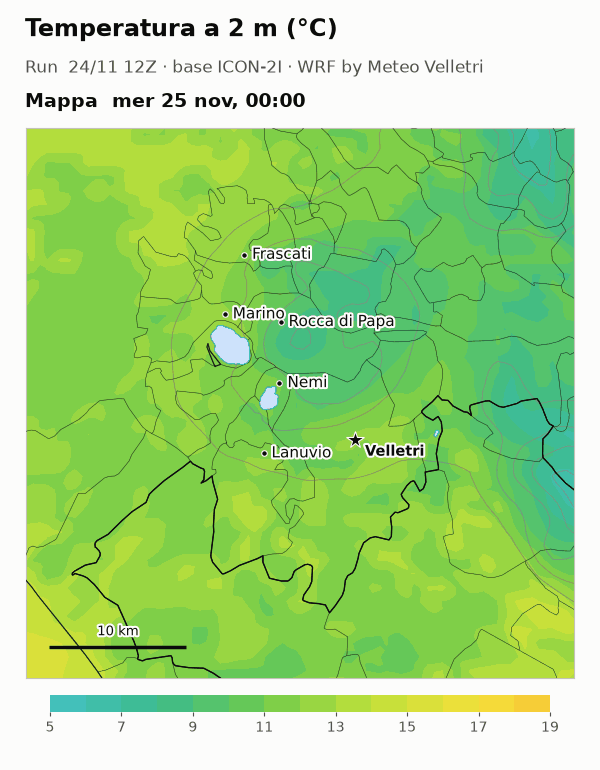 Temperatura a 2 m (°C)
Run  24/11 12Z · base ICON-2I · WRF by Meteo Velletri
Mappa  mer 25 nov, 00:00
Frascati
Marino
Rocca di Papa
Nemi
Velletri
Lanuvio
10 km
5 7 9 11 13 15 17 19